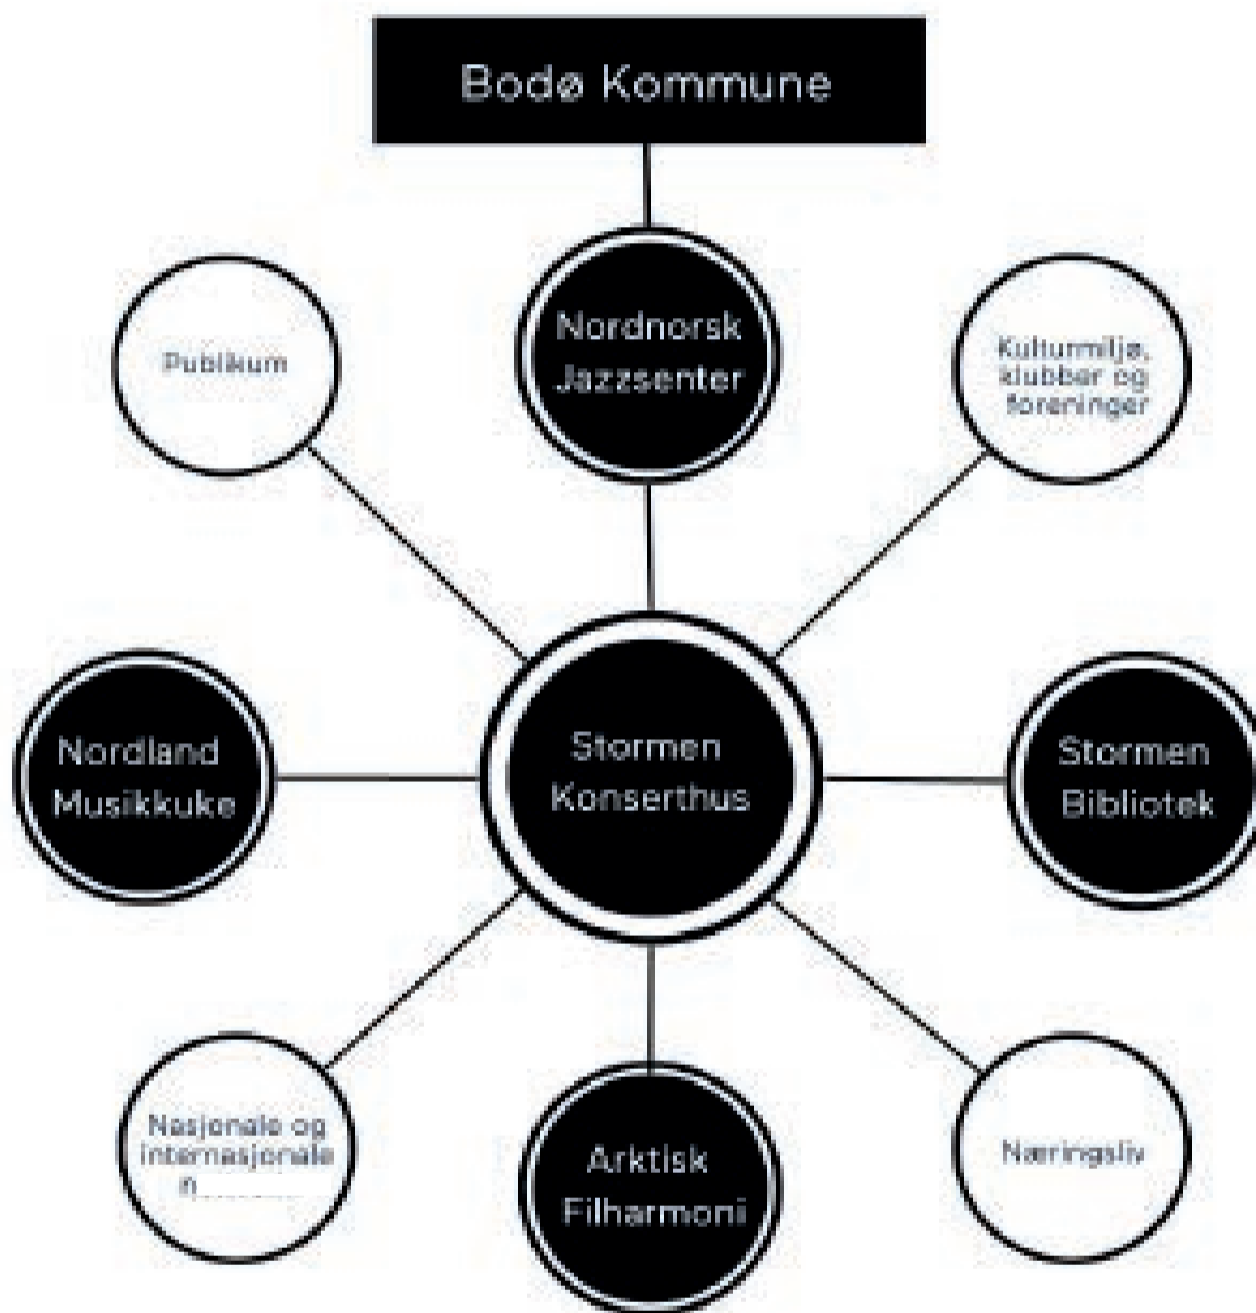 Bodø Kommune
Nordnorsk
Jazzsenter
Publikum
Kulturmiljø,
klubber og
foreninger
Nordland
Musikkuke
Stormen
Konserthus
Stormen
Bibliotek
Nasjonale og
internasjonale
Arktisk
Filharmoni
Næringsliv